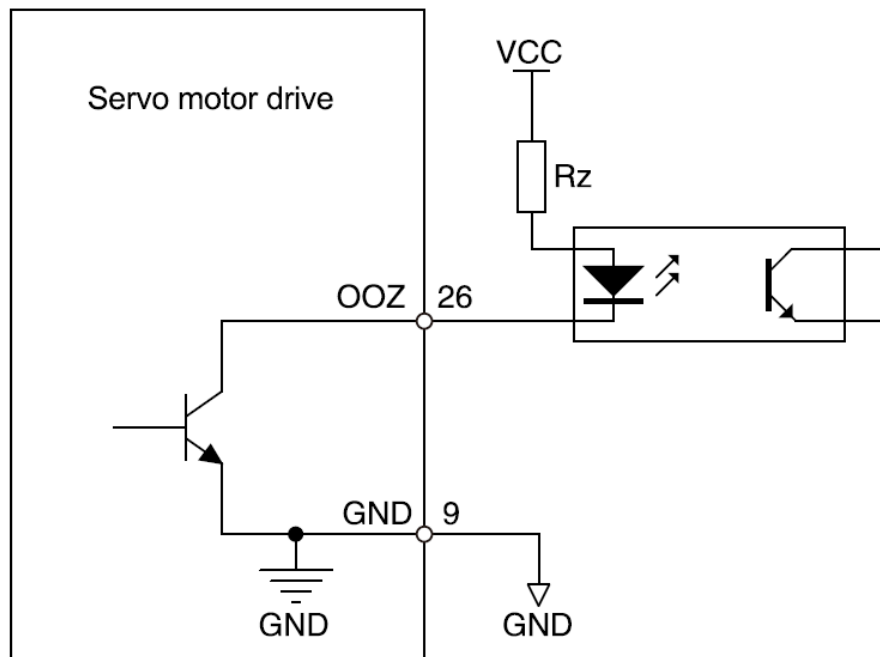 VCC
Servo motor drive
Rz
OOZ 26
GND 9
GND
GND